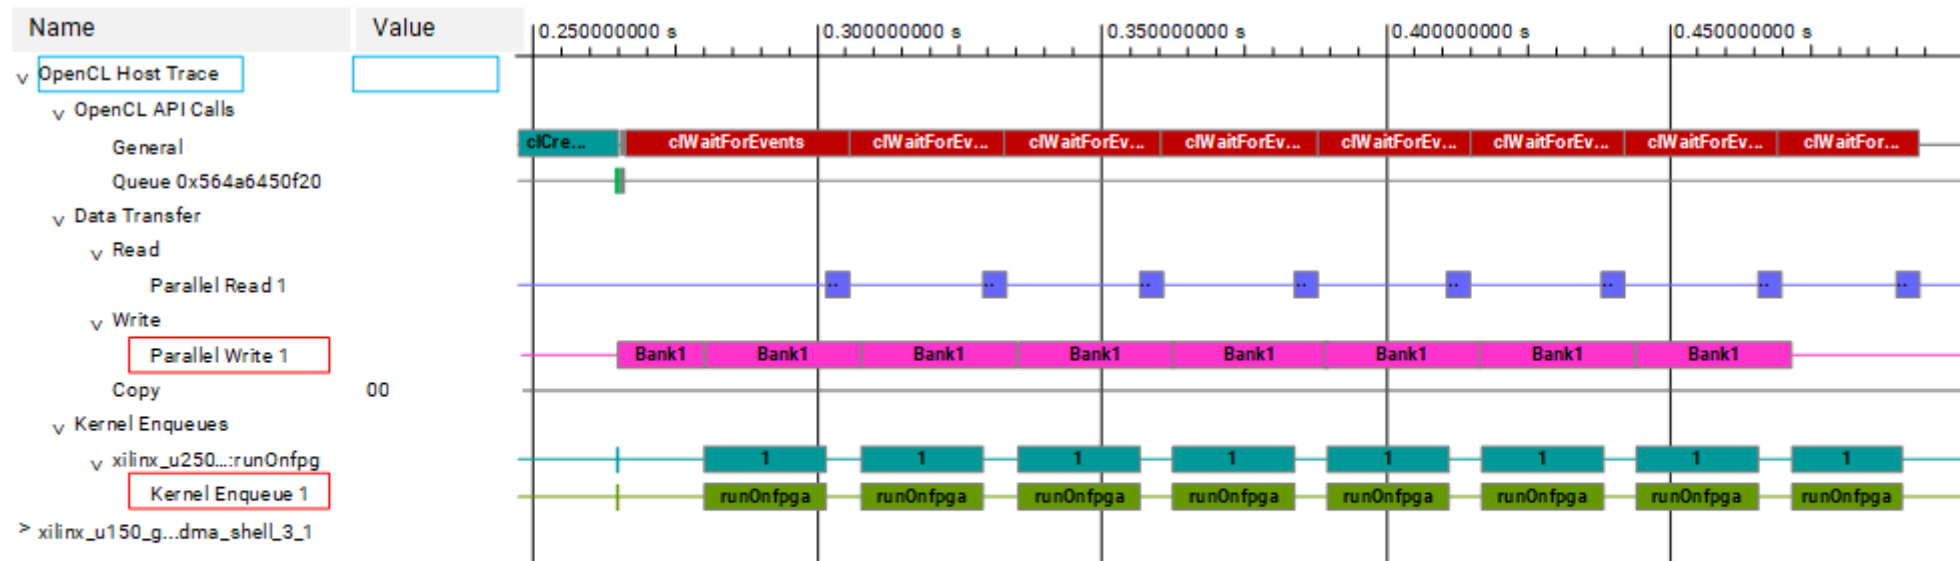 Name Value 0.250000000 s 0.300000000 s 0.350000000 s 0.400000000 s 0.450000000 s
OpenCL Host Trace
OpenCL API Calls
General clCre... clWaitForEvents clWaitForEv... clWaitForEv... clWaitForEv... clWaitForEv... clWaitForEv... clWaitForEv... clWaitFor...
Queue 0x564a6450f20
Data Transfer
Read
Parallel Read 1 .. .. .. .. .. .. .. ..
Write
Parallel Write 1 Bank1 Bank1 Bank1 Bank1 Bank1 Bank1 Bank1 Bank1
Copy 00
Kernel Enqueues
xilinx_u250...:runOnfpg 1 1 1 1 1 1 1 1
Kernel Enqueue 1 runOnfpga runOnfpga runOnfpga runOnfpga runOnfpga runOnfpga runOnfpga runOnfpga
> xilinx_u150_g...dma_shell_3_1